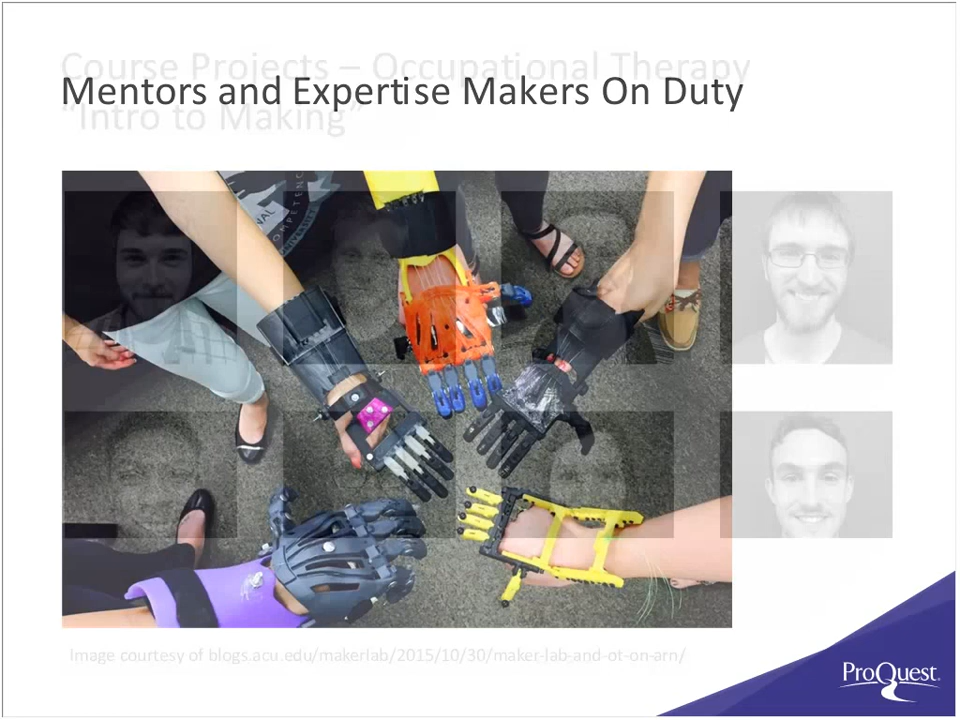 Course Projects – Occupational Therapy
Mentors and Expertise Makers On Duty
"Intro to Making"
Image courtesy of blogs.acu.edu/makerlab/2015/10/30/maker-lab-and-ot-on-arn/
ProQuest